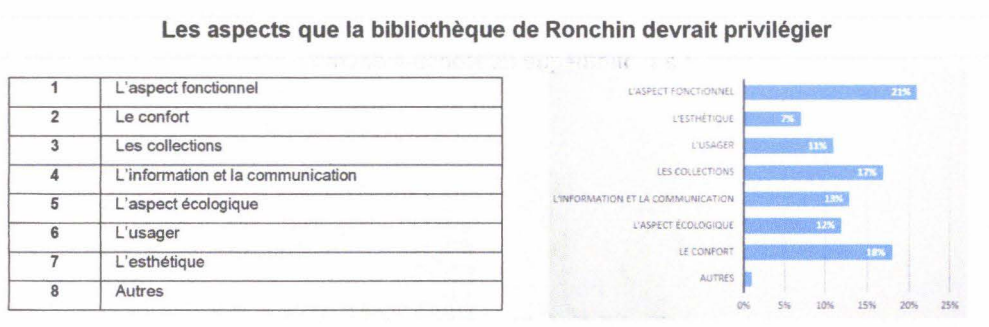 Les aspects que la bibliothèque de Ronchin devrait privilégier
1 L'aspect fonctionnel
2 Le confort
3 Les collections
4 L'information et la communication
5 L'aspect écologique
6 L'usager
7 L'esthétique
8 Autres
L'ASPECT FONCTIONNEL 21%
L'ESTHÉTIQUE 7%
L'USAGER 11%
LES COLLECTIONS 17%
L'INFORMATION ET LA COMMUNICATION 13%
L'ASPECT ÉCOLOGIQUE 12%
LE CONFORT 18%
AUTRES
0% 5% 10% 15% 20% 25%